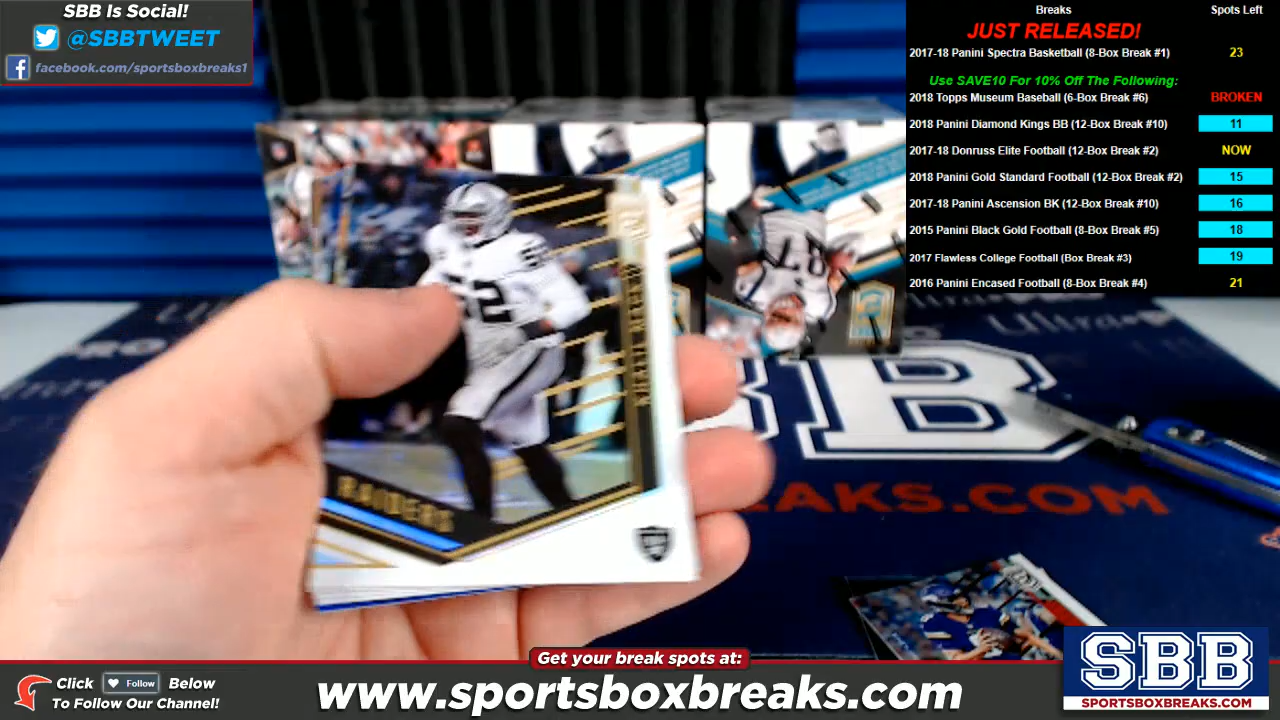 SBB Is Social!
@SBBTWEET
facebook.com/sportsboxbreaks1
Breaks Spots Left
JUST RELEASED!
2017-18 Panini Spectra Basketball (8-Box Break #1) 23
Use SAVE10 For 10% Off The Following:
2018 Topps Museum Baseball (6-Box Break #6) BROKEN
2018 Panini Diamond Kings BB (12-Box Break #10) 11
2017-18 Donruss Elite Football (12-Box Break #2) NOW
2018 Panini Gold Standard Football (12-Box Break #2) 15
2017-18 Panini Ascension BK (12-Box Break #10) 16
2015 Panini Black Gold Football (8-Box Break #5) 18
2017 Flawless College Football (Box Break #3) 19
2016 Panini Encased Football (8-Box Break #4) 21
52
KHALIL MACK
RAIDERS
87
B
BREAKS.COM
Get your break spots at:
www.sportsboxbreaks.com
Click Follow Below
To Follow Our Channel!
SBB
SPORTSBOXBREAKS.COM